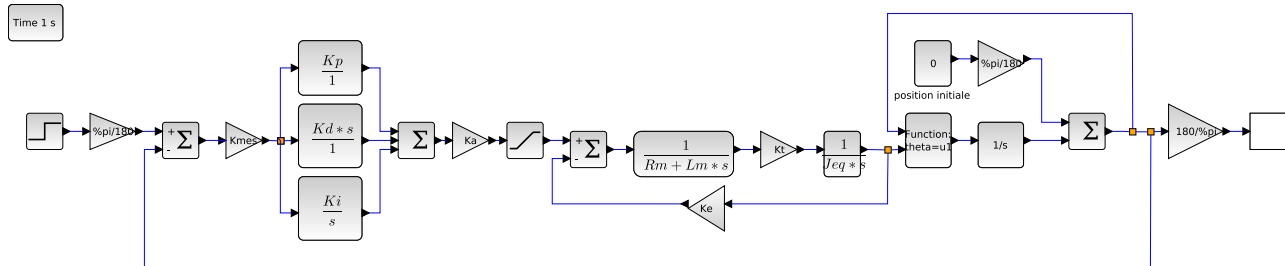 Time 1 s
%pi/180
+
-
Σ
Kmes
Kp
1
Kd * s
1
Ki
s
Σ
Ka
+
-
Σ
1
Rm + Lm * s
Kt
1
Jeq * s
Ke
0
position initiale
%pi/180
Function:
theta=u1
1/s
Σ
180/%pi